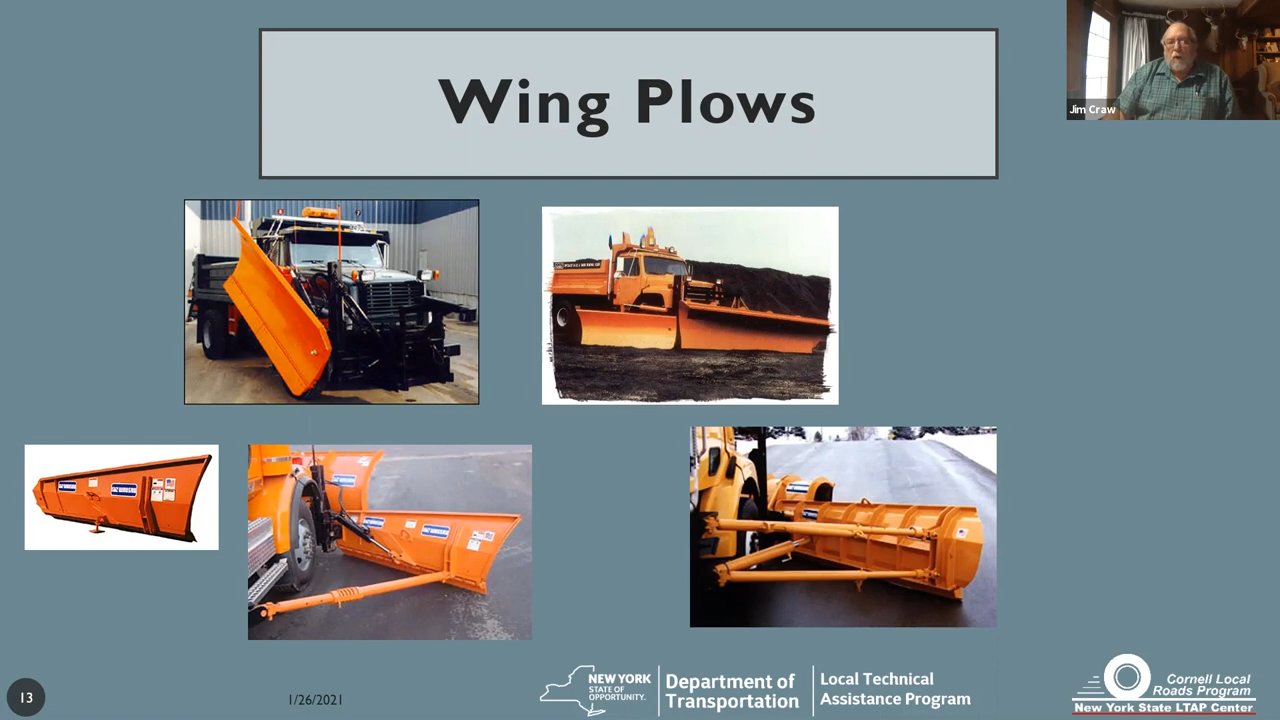 Wing Plows
Jim Craw
13
1/26/2021
NEW YORK
STATE OF
OPPORTUNITY.
Department of
Transportation
Local Technical
Assistance Program
Cornell Local
Roads Program
New York State LTAP Center